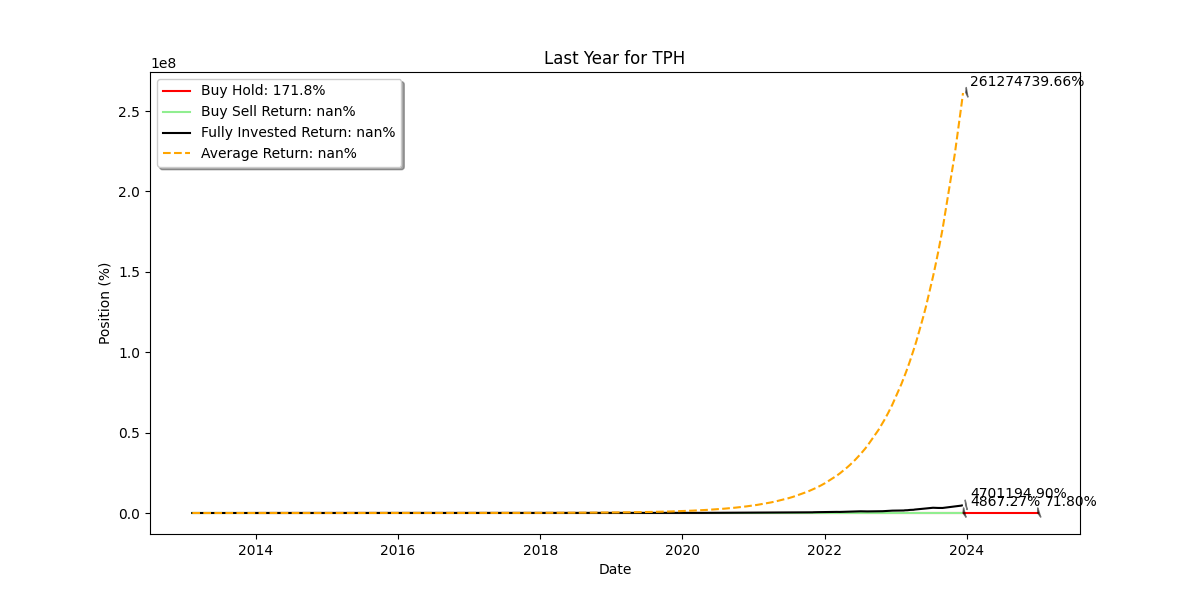 Last Year for TPH
1e8
261274739.66%
Buy Hold: 171.8%
Buy Sell Return: nan%
Fully Invested Return: nan%
Average Return: nan%
2.5
2.0
1.5
1.0
0.5
0.0
Position (%)
4701194.90%
4867.27% 71.80%
2014 2016 2018 2020 2022 2024
Date